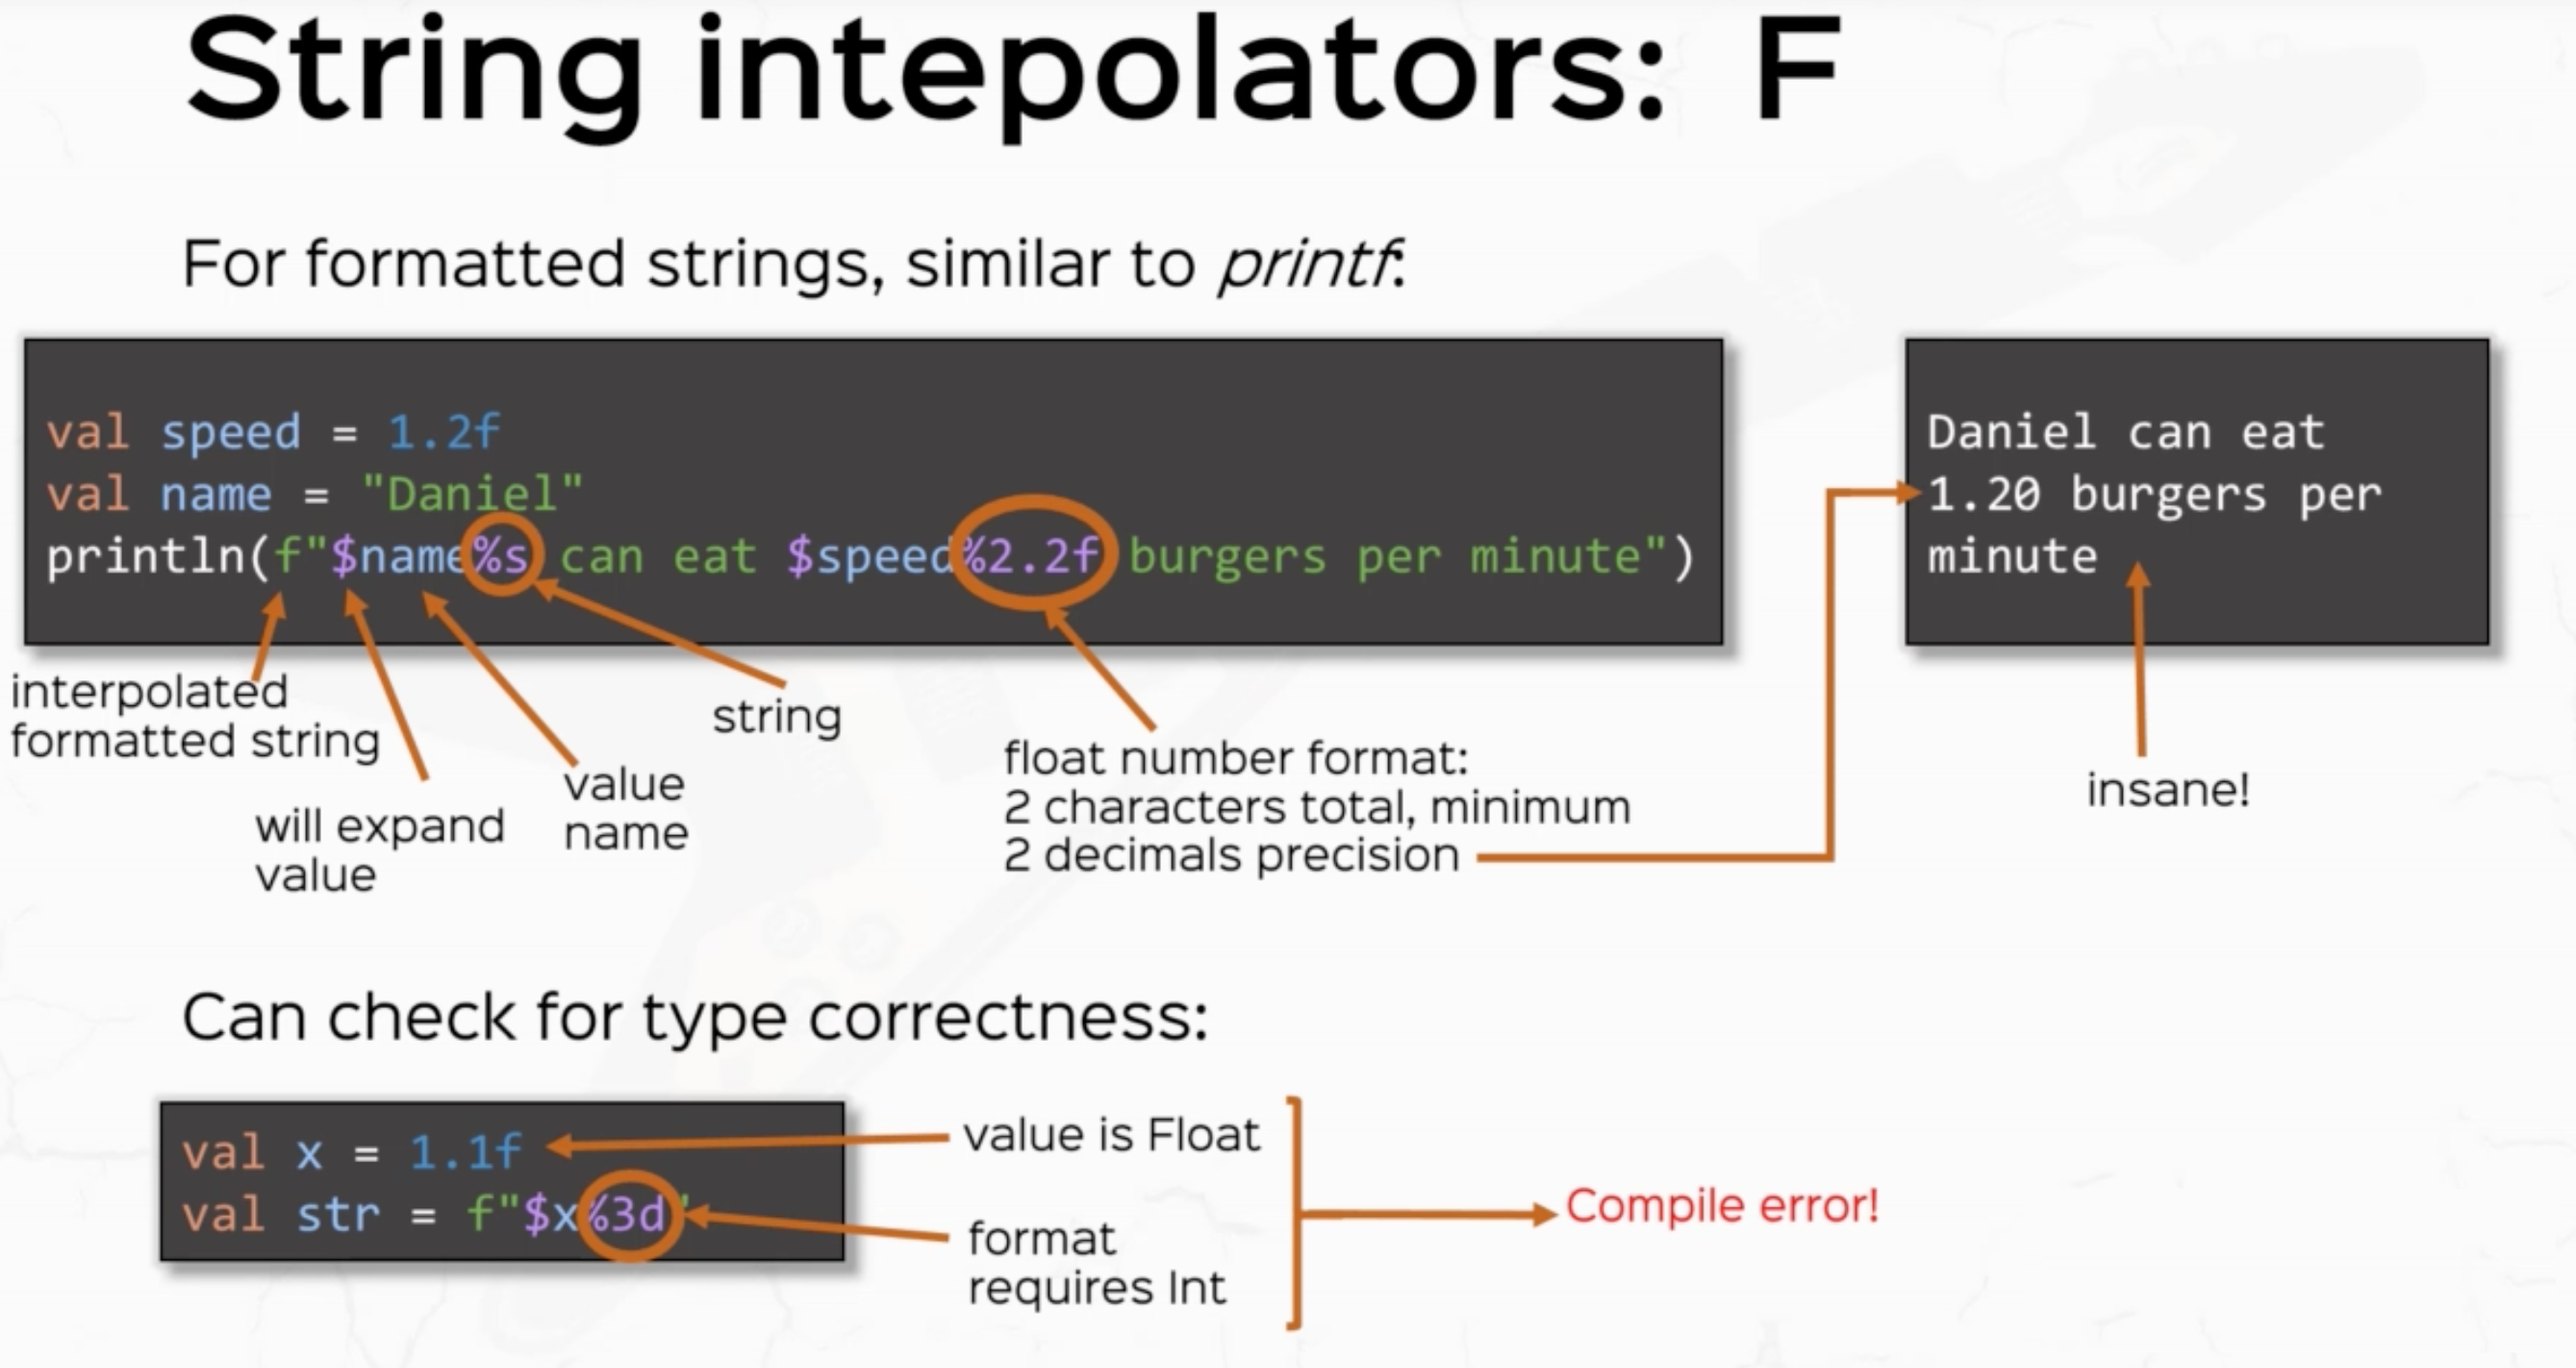 String intepolators: F
For formatted strings, similar to printf:
val speed = 1.2f
val name = "Daniel"
println(f"$name%s can eat $speed%2.2f burgers per minute")
Daniel can eat
1.20 burgers per
minute
interpolated
formatted string
will expand
value
value
name
string
float number format:
2 characters total, minimum
2 decimals precision
insane!
Can check for type correctness:
val x = 1.1f
val str = f"$x%3d"
value is Float
format
requires Int
Compile error!